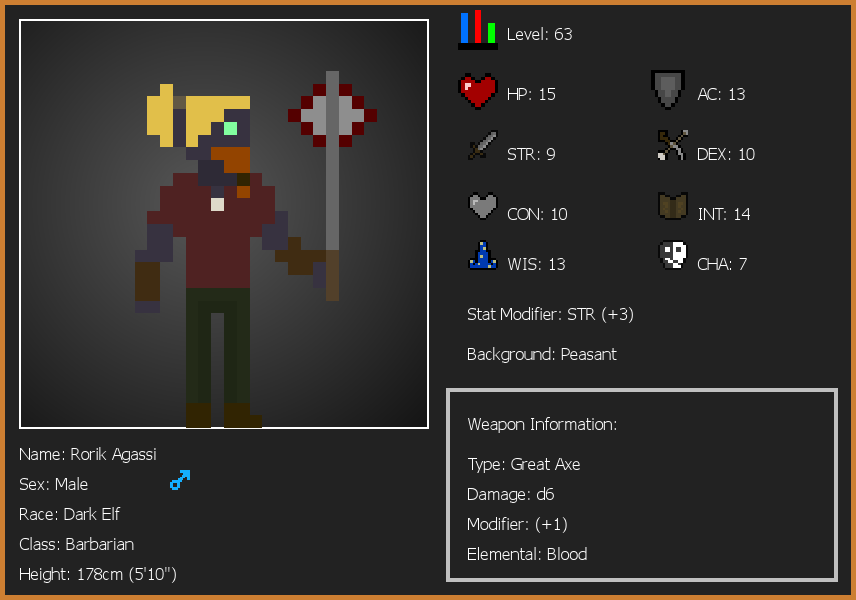 Level: 63
HP: 15
AC: 13
STR: 9
DEX: 10
CON: 10
INT: 14
WIS: 13
CHA: 7
Stat Modifier: STR (+3)
Background: Peasant
Weapon Information:
Type: Great Axe
Damage: d6
Modifier: (+1)
Elemental: Blood
Name: Rorik Agassi
Sex: Male
Race: Dark Elf
Class: Barbarian
Height: 178cm (5'10")